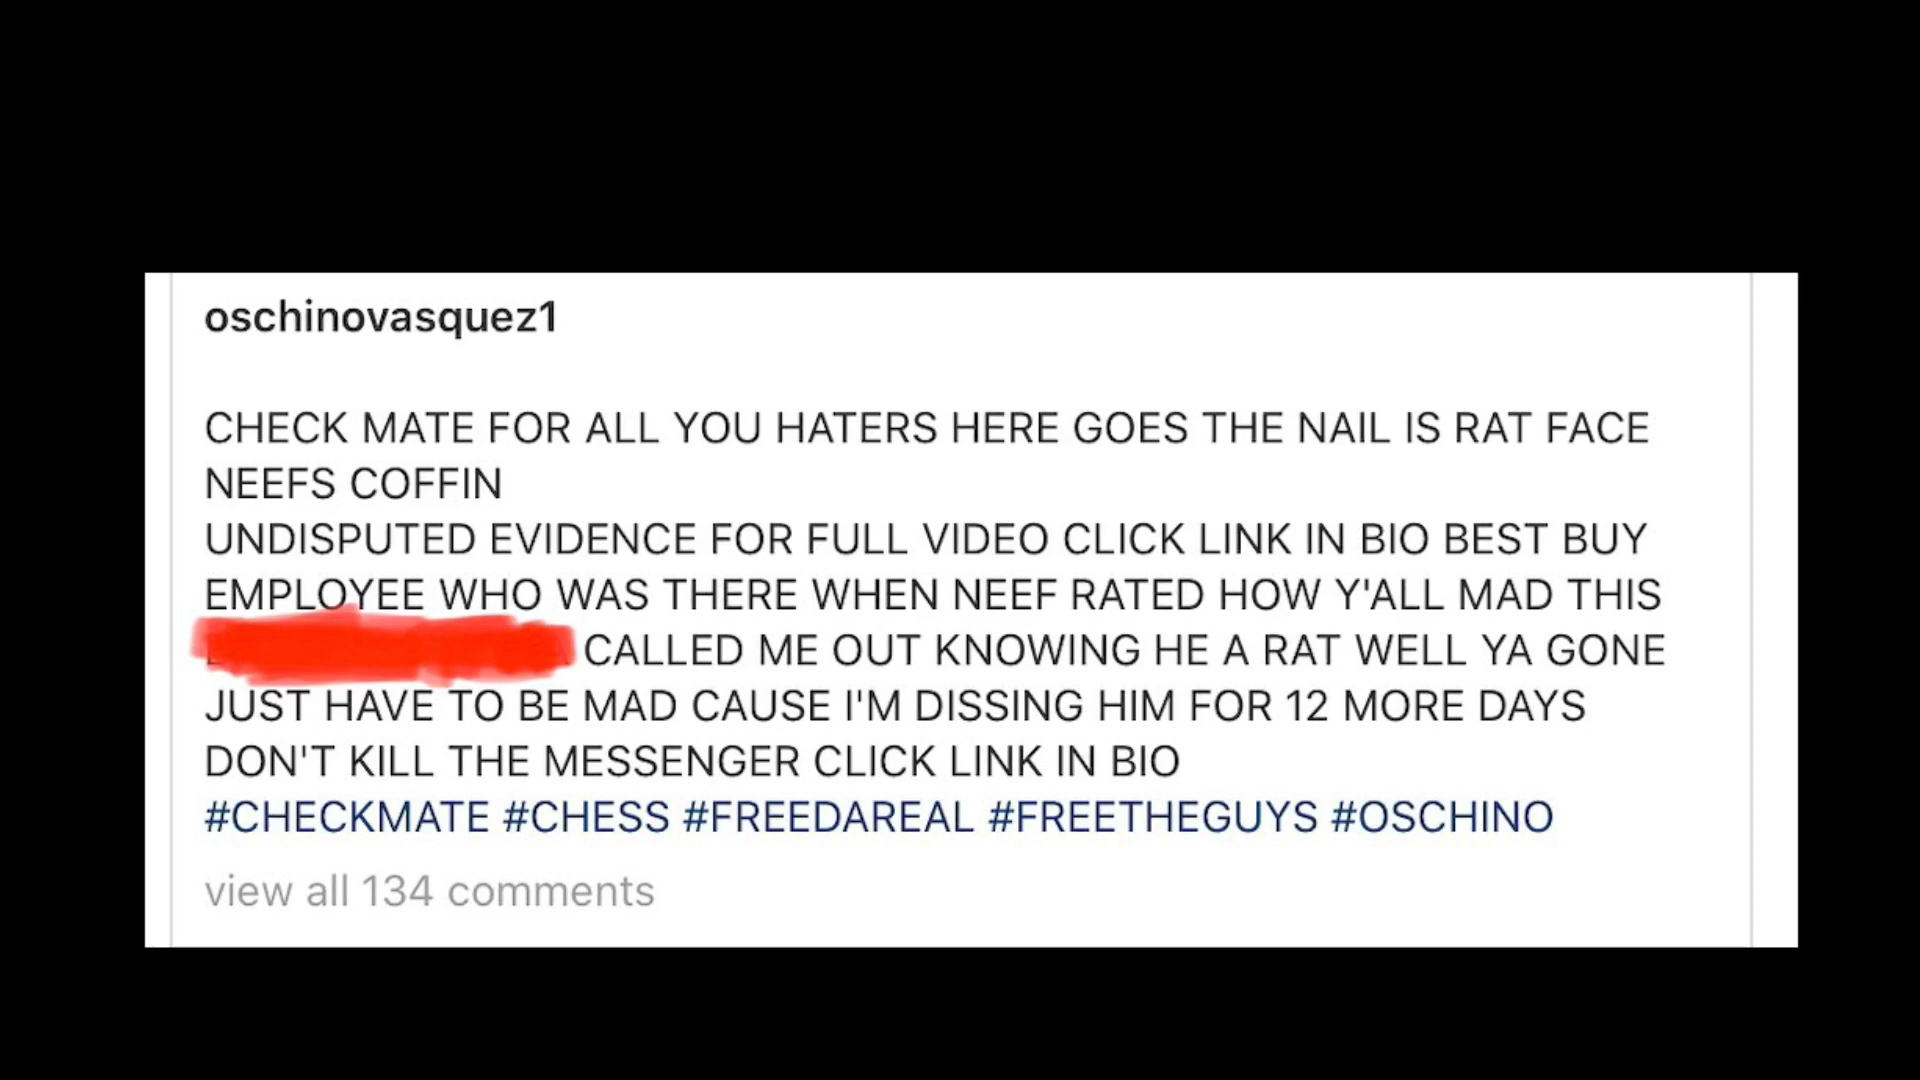 oschinovasquez1
CHECK MATE FOR ALL YOU HATERS HERE GOES THE NAIL IS RAT FACE
NEEFS COFFIN
UNDISPUTED EVIDENCE FOR FULL VIDEO CLICK LINK IN BIO BEST BUY
EMPLOYEE WHO WAS THERE WHEN NEEF RATED HOW Y'ALL MAD THIS
CALLED ME OUT KNOWING HE A RAT WELL YA GONE
JUST HAVE TO BE MAD CAUSE I'M DISSING HIM FOR 12 MORE DAYS
DON'T KILL THE MESSENGER CLICK LINK IN BIO
#CHECKMATE #CHESS #FREEDAREAL #FREETHEGUYS #OSCHINO
view all 134 comments